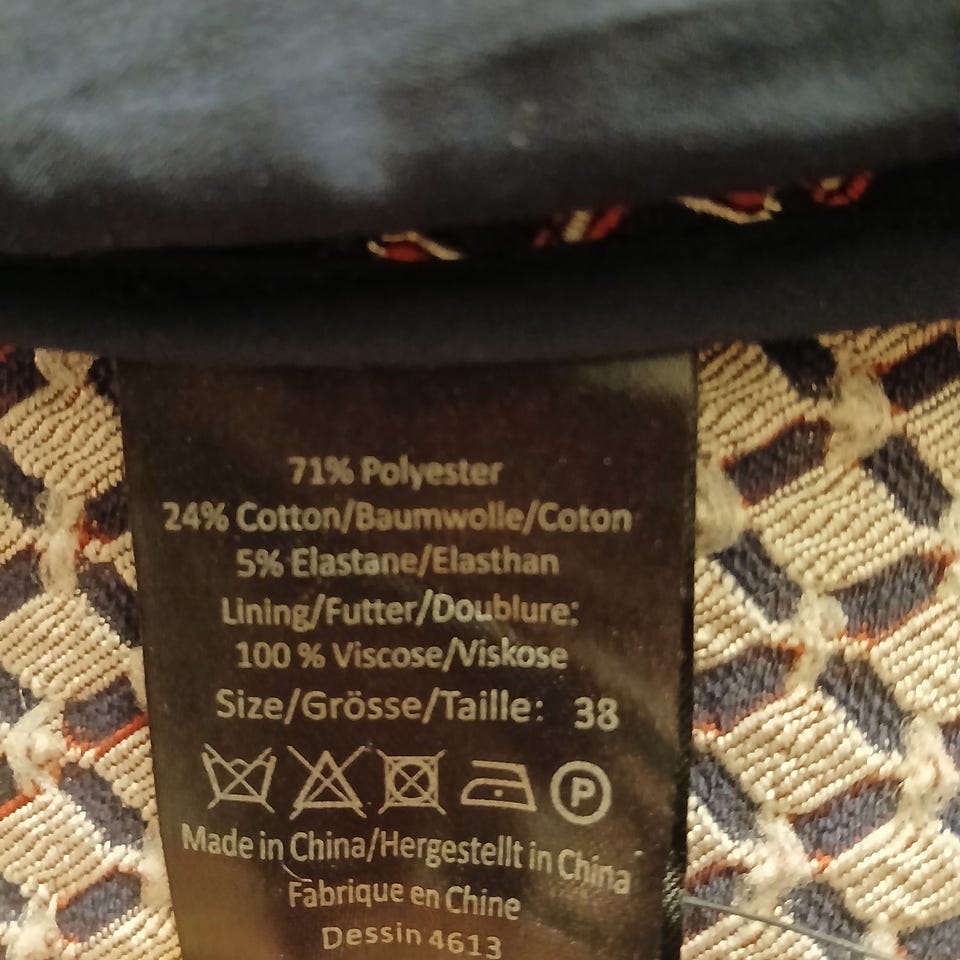 71% Polyester
24% Cotton/Baumwolle/Coton
5% Elastane/Elasthan
Lining/Futter/Doublure:
100 % Viscose/Viskose
Size/Grösse/Taille: 38
P
Made in China/Hergestellt in China
Fabrique en Chine
Dessin 4613